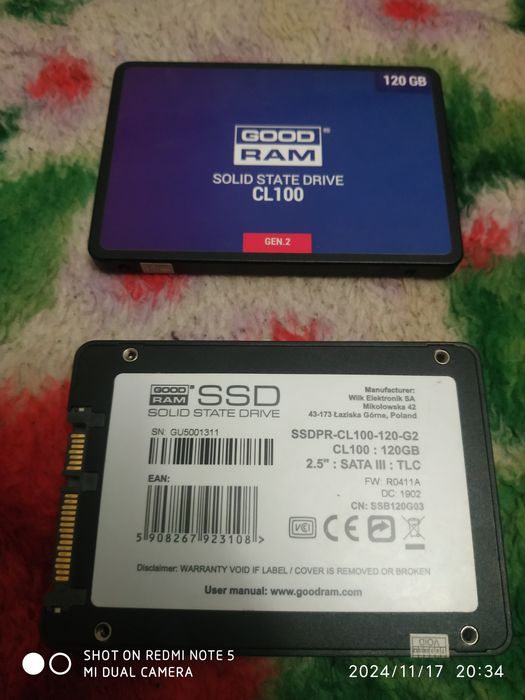 120 GB
GOOD
RAM
SOLID STATE DRIVE
CL100
GEN.2
GOOD
RAM
SSD
SOLID STATE DRIVE
Manufacturer:
Wilk Elektronik SA
Mikołowska 42
43-173 Łaziska Górne, Poland
SN: GU5001311
SSDPR-CL100-120-G2
CL100 : 120GB
2.5" : SATA III : TLC
FW: R0411A
DC: 1902
CN: SSB120G03
EAN:
5 908267 923108 >
VCI
CE
Disclaimer: WARRANTY VOID IF LABEL / COVER IS REMOVED OR BROKEN
User manual: www.goodram.com
VOID
SHOT ON REDMI NOTE 5
MI DUAL CAMERA
2024/11/17 20:34